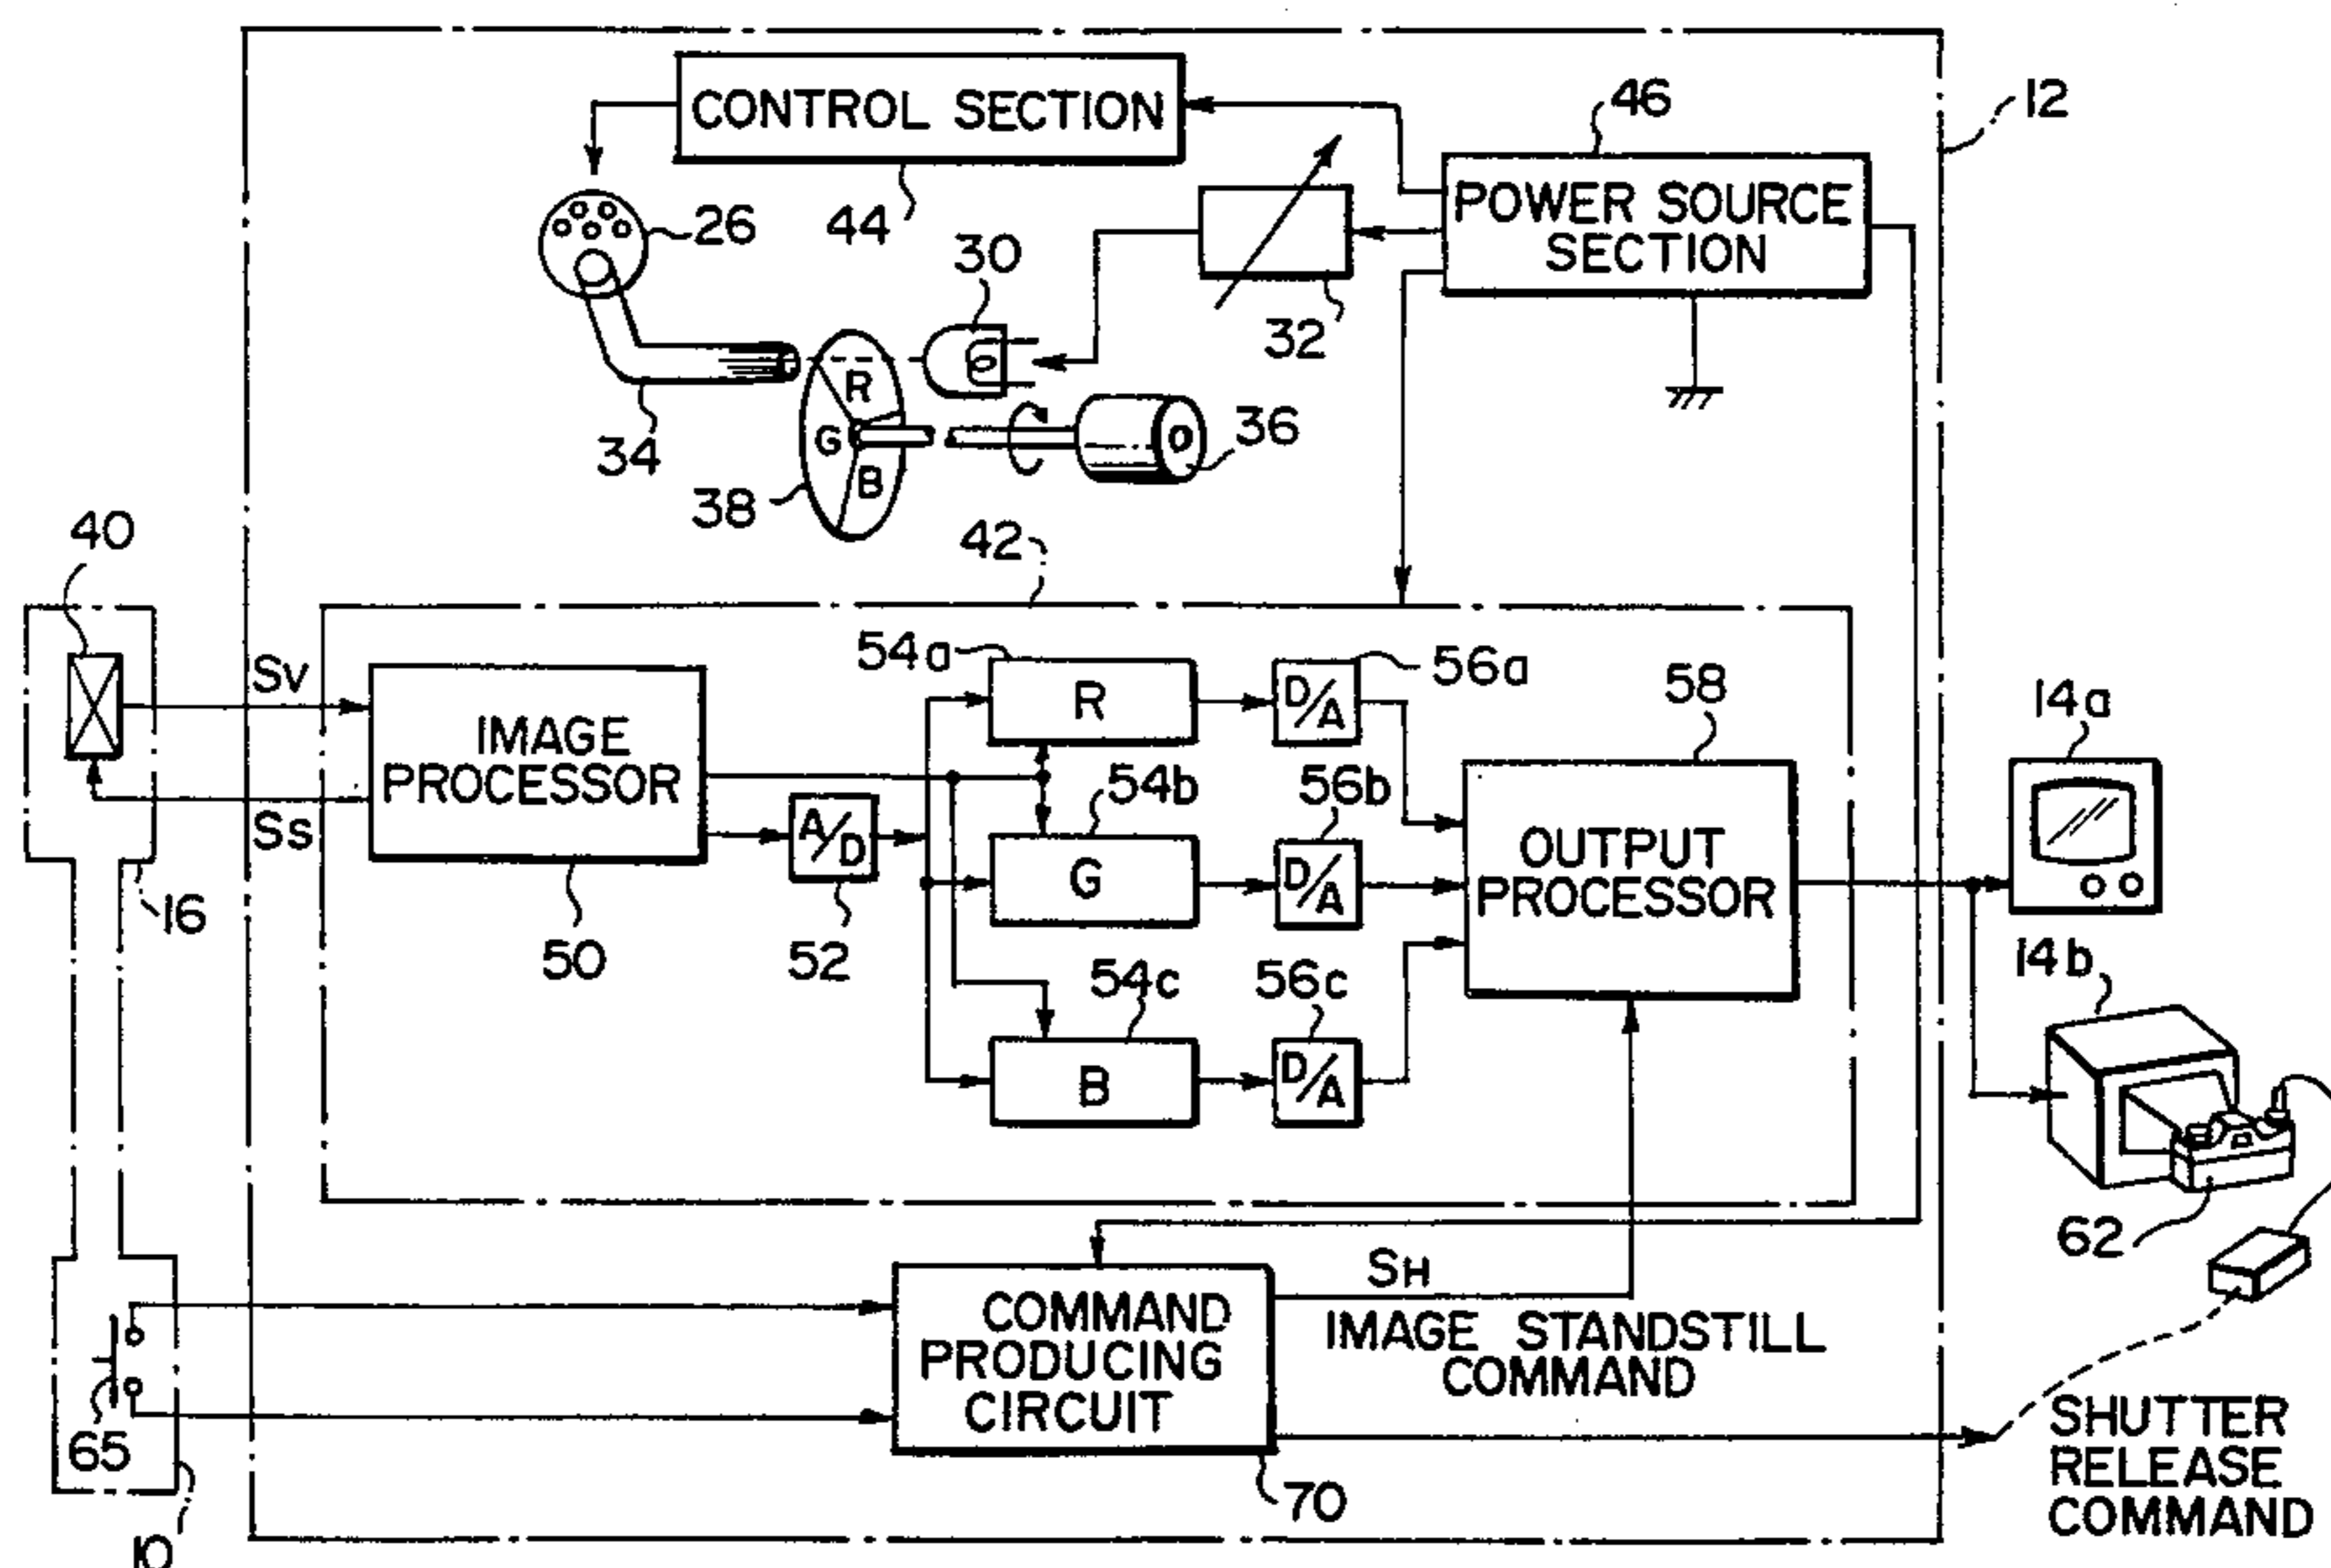 CONTROL SECTION
46
12
POWER SOURCE
SECTION
26
44
30
32
R
G
B
34
36
38
40
42
Sv
Ss
16
IMAGE
PROCESSOR
50
A/D
52
54a
R
54b
G
54c
B
56a
D/A
56b
D/A
56c
D/A
58
OUTPUT
PROCESSOR
14a
14b
62
SH
COMMAND
PRODUCING
CIRCUIT
IMAGE STANDSTILL
COMMAND
65
10
70
SHUTTER
RELEASE
COMMAND